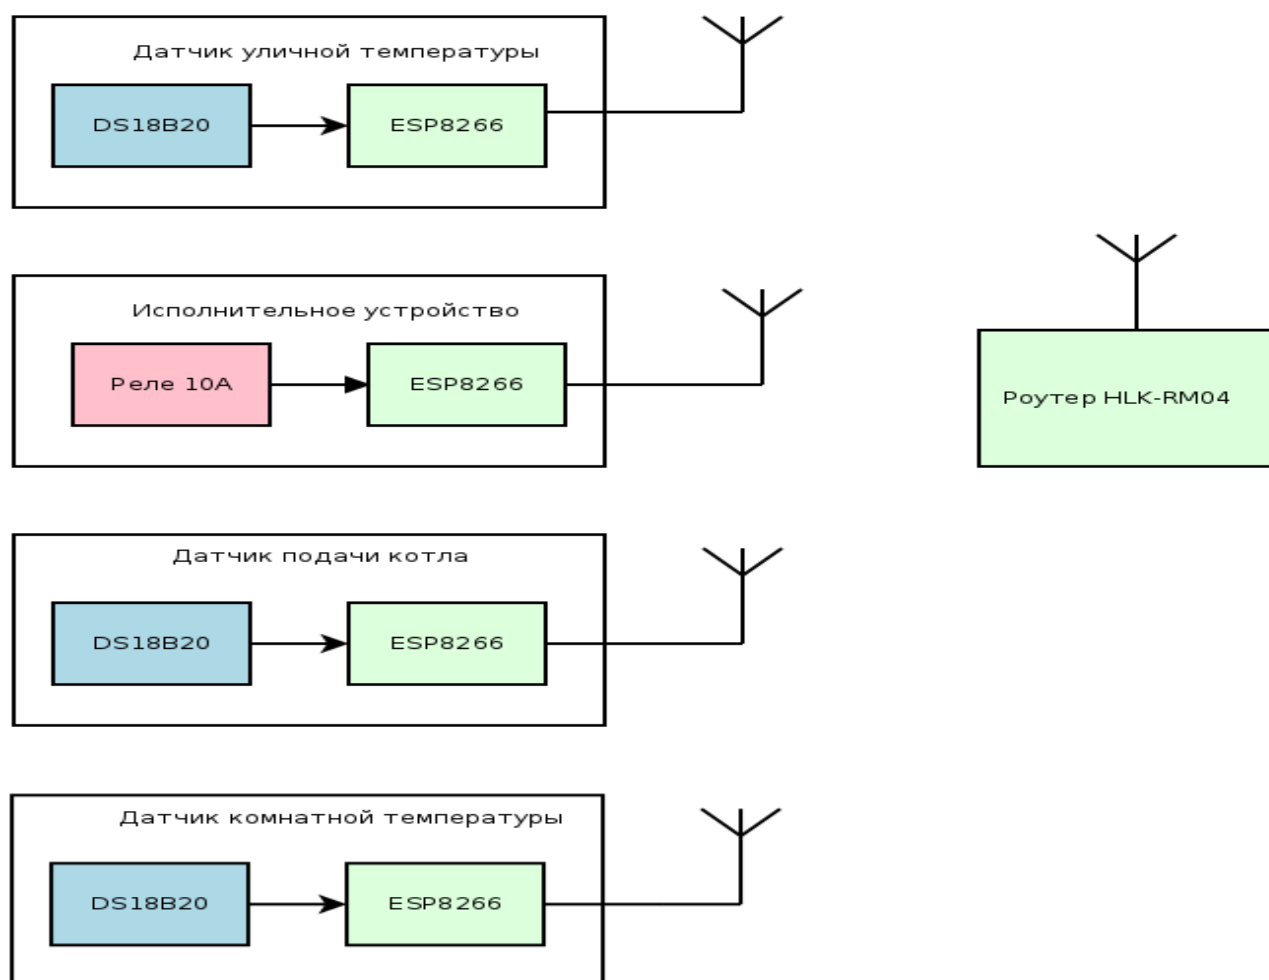 Датчик уличной температуры
DS18B20
ESP8266
Исполнительное устройство
Реле 10А
ESP8266
Роутер HLK-RM04
Датчик подачи котла
DS18B20
ESP8266
Датчик комнатной температуры
DS18B20
ESP8266